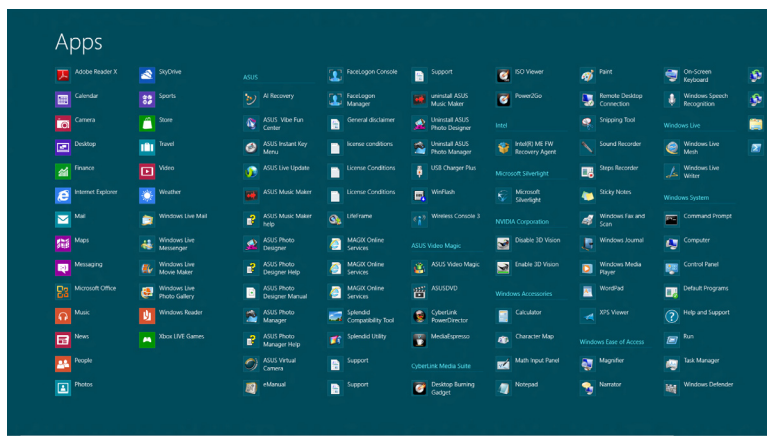 Apps
Adobe Reader X
Calendar
Camera
Desktop
Finance
Internet Explorer
Mail
Maps
Messaging
Microsoft Office
Music
News
People
Photos
SkyDrive
Sports
Store
Travel
Video
Weather
Windows Live Mail
Windows Live
Messenger
Windows Live
Movie Maker
Windows Live
Photo Gallery
Windows Reader
Xbox LIVE Games
ASUS
AI Recovery
ASUS Vibe Fun
Center
ASUS Instant Key
Menu
ASUS Live Update
ASUS Music Maker
ASUS Music Maker
help
ASUS Photo
Designer
ASUS Photo
Designer Help
ASUS Photo
Designer Manual
ASUS Photo
Manager
ASUS Photo
Manager Help
ASUS Virtual
Camera
eManual
FaceLogon Console
FaceLogon
Manager
General disclaimer
license conditions
License Conditions
License Conditions
LifeFrame
MAGIX Online
Services
MAGIX Online
Services
MAGIX Online
Services
Splendid
Compatibility Tool
Splendid Utility
Support
Support
Support
uninstall ASUS
Music Maker
Uninstall ASUS
Photo Designer
Uninstall ASUS
Photo Manager
USB Charger Plus
WinFlash
Wireless Console 3
ASUS Video Magic
ASUS Video Magic
ASUSDVD
CyberLink
PowerDirector
MediaEspresso
CyberLink Media Suite
Desktop Burning
Gadget
ISO Viewer
Power2Go
Intel
Intel(R) ME FW
Recovery Agent
Microsoft Silverlight
Microsoft
Silverlight
NVIDIA Corporation
Disable 3D Vision
Enable 3D Vision
Windows Accessories
Calculator
Character Map
Math Input Panel
Notepad
Paint
Remote Desktop
Connection
Snipping Tool
Sound Recorder
Steps Recorder
Sticky Notes
Windows Fax and
Scan
Windows Journal
Windows Media
Player
WordPad
XPS Viewer
Windows Ease of Access
Magnifier
Narrator
On-Screen
Keyboard
Windows Speech
Recognition
Windows Live
Windows Live
Mesh
Windows Live
Writer
Windows System
Command Prompt
Computer
Control Panel
Default Programs
Help and Support
Run
Task Manager
Windows Defender